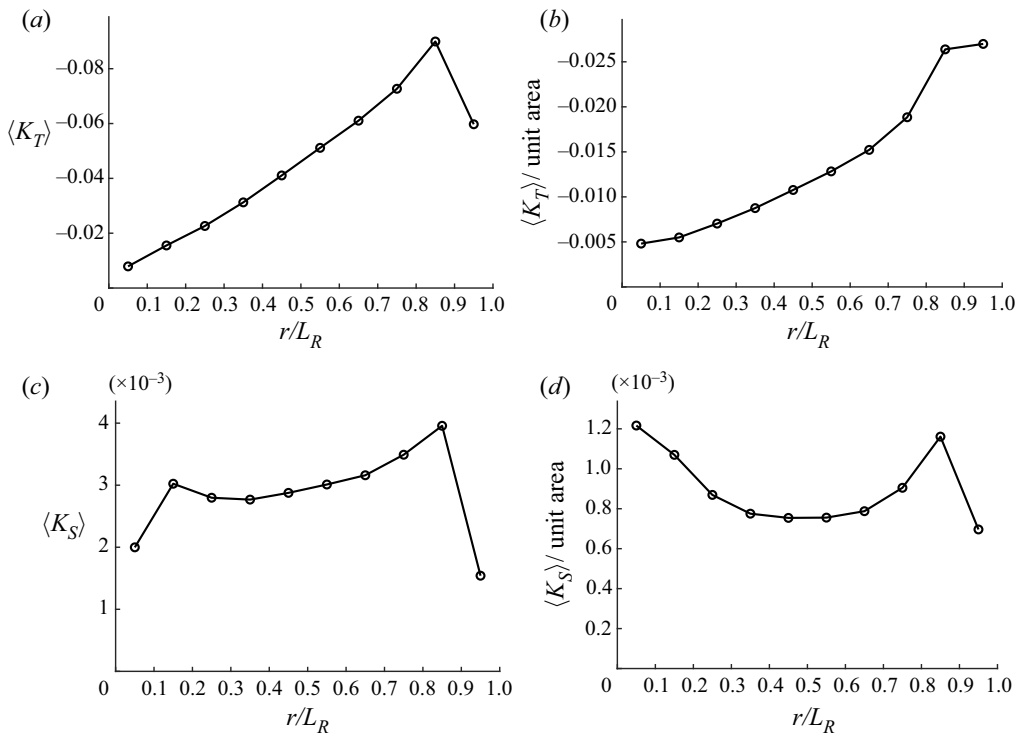 (a)
−0.08
−0.06
−0.04
−0.02
⟨K_T⟩
0 0.1 0.2 0.3 0.4 0.5 0.6 0.7 0.8 0.9 1.0
r/L_R
(b)
−0.025
−0.020
−0.015
−0.010
−0.005
⟨K_T⟩/ unit area
0 0.1 0.2 0.3 0.4 0.5 0.6 0.7 0.8 0.9 1.0
r/L_R
(c)
(×10⁻³)
4
3
2
1
⟨K_S⟩
0 0.1 0.2 0.3 0.4 0.5 0.6 0.7 0.8 0.9 1.0
r/L_R
(d)
(×10⁻³)
1.2
1.0
0.8
0.6
0.4
0.2
⟨K_S⟩/ unit area
0 0.1 0.2 0.3 0.4 0.5 0.6 0.7 0.8 0.9 1.0
r/L_R